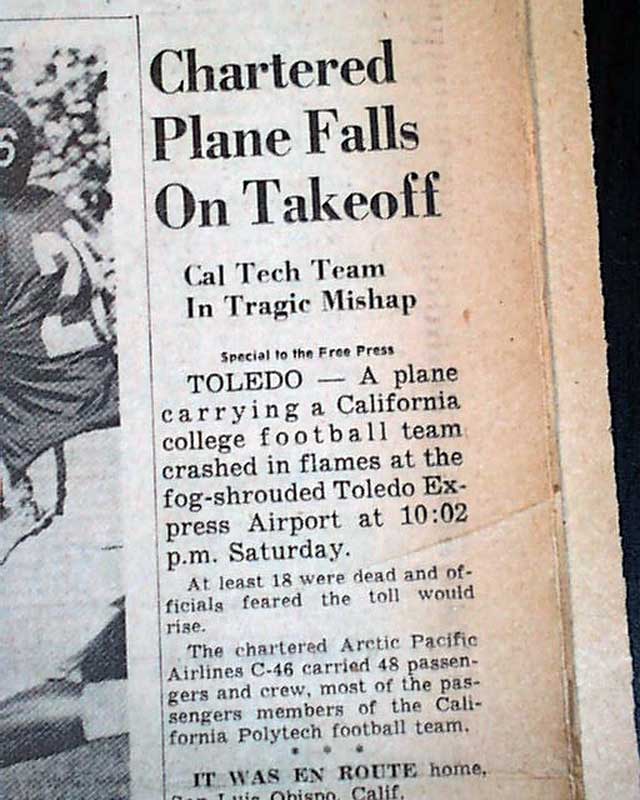 Chartered
Plane Falls
On Takeoff
Cal Tech Team
In Tragic Mishap
Special to the Free Press
TOLEDO — A plane
carrying a California
college football team
crashed in flames at the
fog-shrouded Toledo Ex-
press Airport at 10:02
p.m. Saturday.
At least 18 were dead and of-
ficials feared the toll would
rise.
The chartered Arctic Pacific
Airlines C-46 carried 48 passen-
gers and crew, most of the pas-
sengers members of the Cali-
fornia Polytech football team.
* * *
IT WAS EN ROUTE home,
San Luis Obispo, Calif.